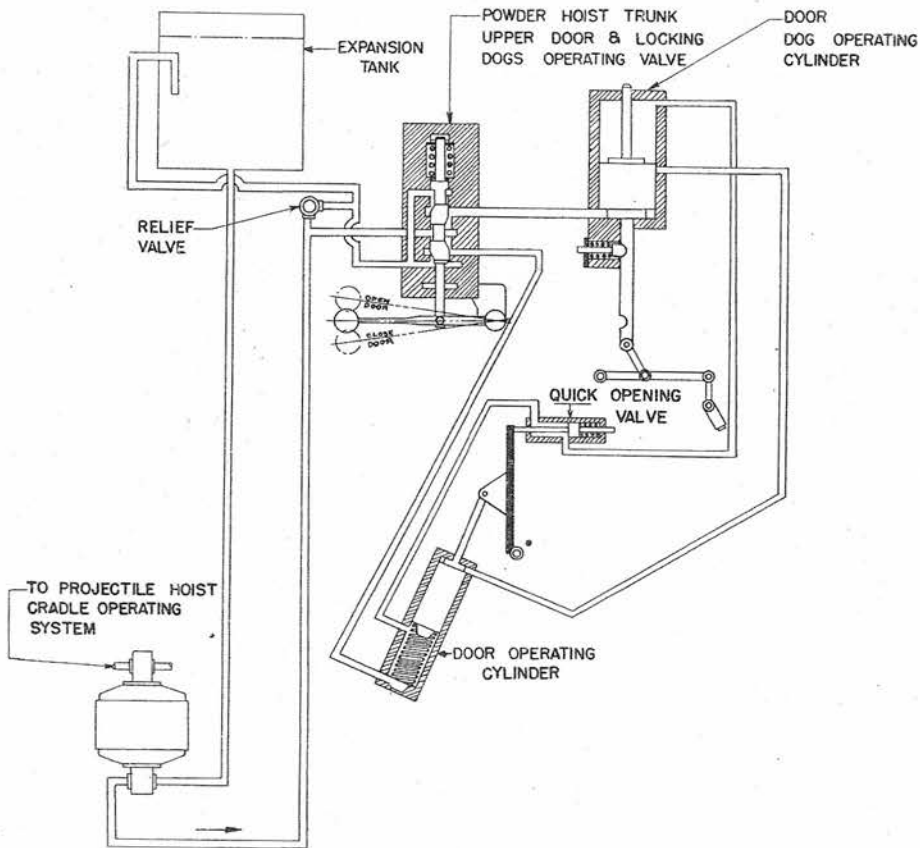 POWDER HOIST TRUNK
UPPER DOOR & LOCKING
DOGS OPERATING VALVE
DOOR
DOG OPERATING
CYLINDER
EXPANSION
TANK
RELIEF
VALVE
OPEN
DOOR
CLOSE
DOOR
QUICK OPENING
VALVE
TO PROJECTILE HOIST
CRADLE OPERATING
SYSTEM
DOOR OPERATING
CYLINDER